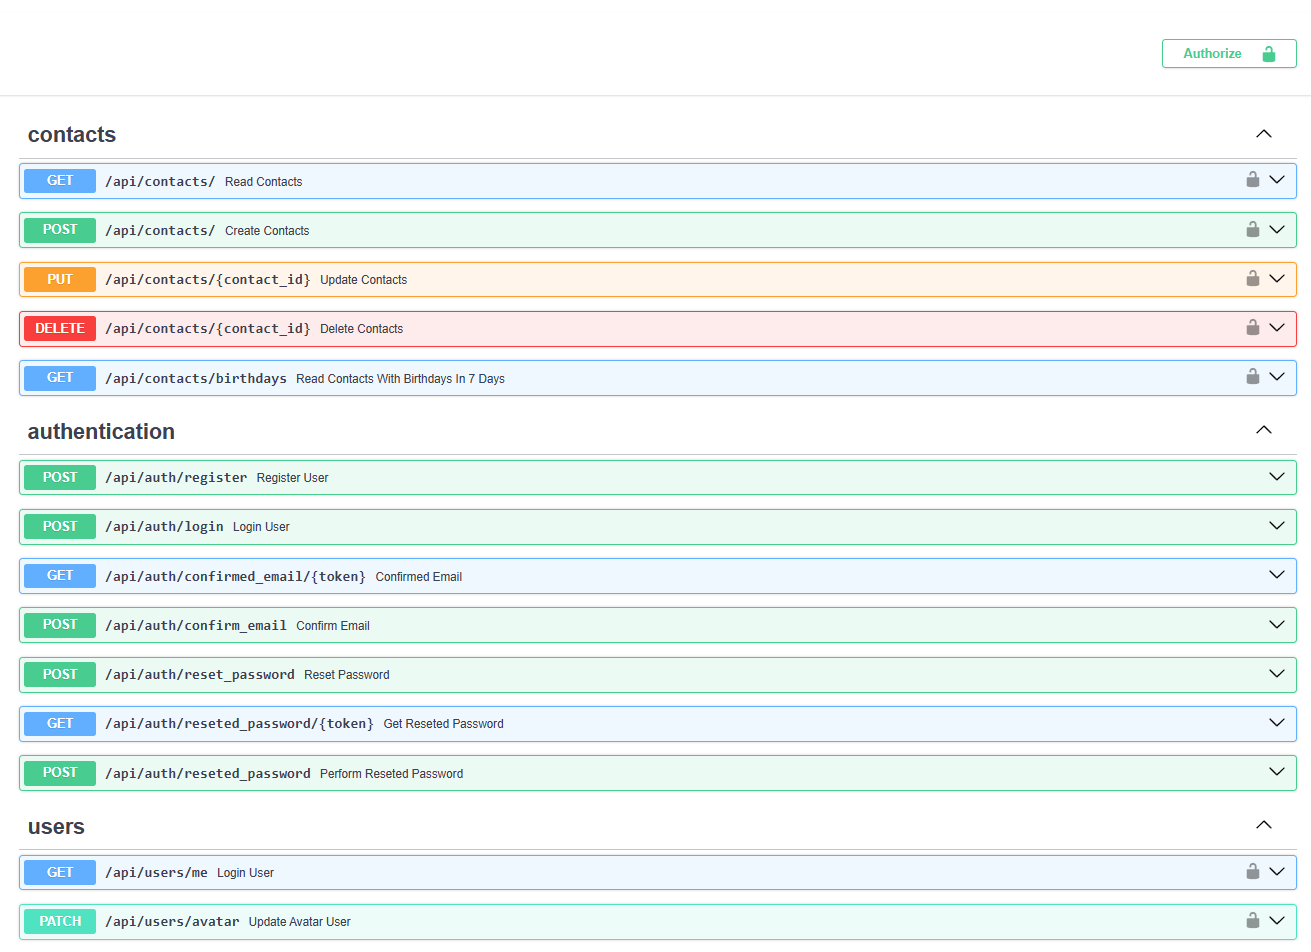 Authorize
contacts
GET /api/contacts/ Read Contacts
POST /api/contacts/ Create Contacts
PUT /api/contacts/{contact_id} Update Contacts
DELETE /api/contacts/{contact_id} Delete Contacts
GET /api/contacts/birthdays Read Contacts With Birthdays In 7 Days
authentication
POST /api/auth/register Register User
POST /api/auth/login Login User
GET /api/auth/confirmed_email/{token} Confirmed Email
POST /api/auth/confirm_email Confirm Email
POST /api/auth/reset_password Reset Password
GET /api/auth/reseted_password/{token} Get Reseted Password
POST /api/auth/reseted_password Perform Reseted Password
users
GET /api/users/me Login User
PATCH /api/users/avatar Update Avatar User